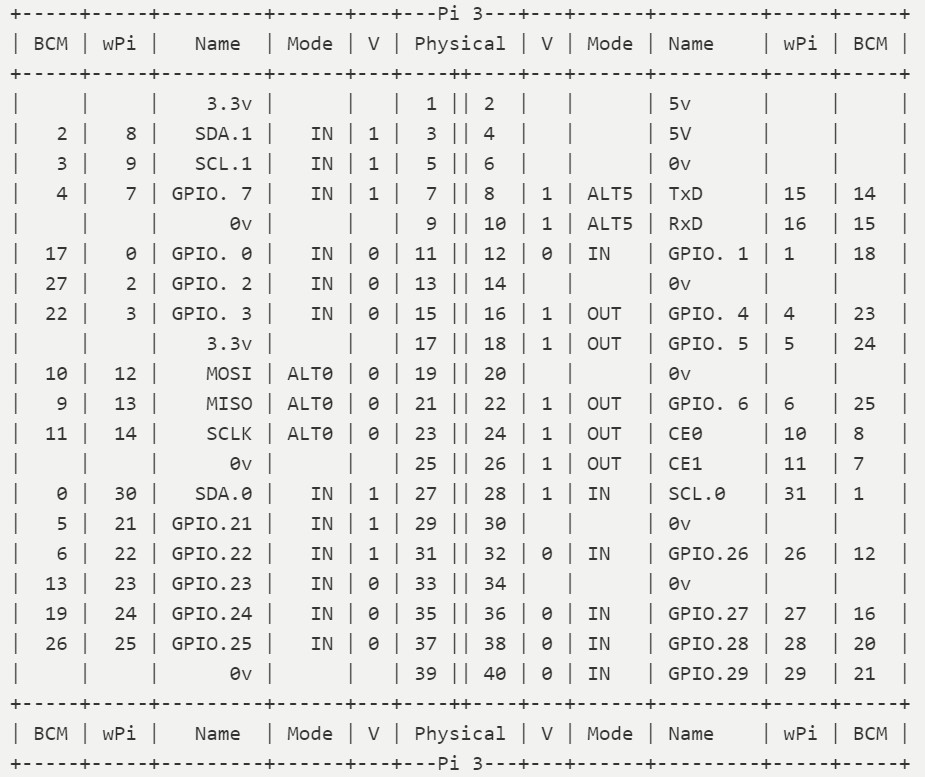 +-----+-----+---------+------+---+---Pi 3---+---+------+---------+-----+-----+
| BCM | wPi |   Name  | Mode | V | Physical | V | Mode | Name    | wPi | BCM |
+-----+-----+---------+------+---+----++----+---+------+---------+-----+-----+
|     |     |    3.3v |      |   |  1 || 2  |   |      | 5v      |     |     |
|   2 |   8 |   SDA.1 |   IN | 1 |  3 || 4  |   |      | 5V      |     |     |
|   3 |   9 |   SCL.1 |   IN | 1 |  5 || 6  |   |      | 0v      |     |     |
|   4 |   7 | GPIO. 7 |   IN | 1 |  7 || 8  | 1 | ALT5 | TxD     | 15  | 14  |
|     |     |      0v |      |   |  9 || 10 | 1 | ALT5 | RxD     | 16  | 15  |
|  17 |   0 | GPIO. 0 |   IN | 0 | 11 || 12 | 0 | IN   | GPIO. 1 | 1   | 18  |
|  27 |   2 | GPIO. 2 |   IN | 0 | 13 || 14 |   |      | 0v      |     |     |
|  22 |   3 | GPIO. 3 |   IN | 0 | 15 || 16 | 1 | OUT  | GPIO. 4 | 4   | 23  |
|     |     |    3.3v |      |   | 17 || 18 | 1 | OUT  | GPIO. 5 | 5   | 24  |
|  10 |  12 |    MOSI | ALT0 | 0 | 19 || 20 |   |      | 0v      |     |     |
|   9 |  13 |    MISO | ALT0 | 0 | 21 || 22 | 1 | OUT  | GPIO. 6 | 6   | 25  |
|  11 |  14 |    SCLK | ALT0 | 0 | 23 || 24 | 1 | OUT  | CE0     | 10  | 8   |
|     |     |      0v |      |   | 25 || 26 | 1 | OUT  | CE1     | 11  | 7   |
|   0 |  30 |   SDA.0 |   IN | 1 | 27 || 28 | 1 | IN   | SCL.0   | 31  | 1   |
|   5 |  21 | GPIO.21 |   IN | 1 | 29 || 30 |   |      | 0v      |     |     |
|   6 |  22 | GPIO.22 |   IN | 1 | 31 || 32 | 0 | IN   | GPIO.26 | 26  | 12  |
|  13 |  23 | GPIO.23 |   IN | 0 | 33 || 34 |   |      | 0v      |     |     |
|  19 |  24 | GPIO.24 |   IN | 0 | 35 || 36 | 0 | IN   | GPIO.27 | 27  | 16  |
|  26 |  25 | GPIO.25 |   IN | 0 | 37 || 38 | 0 | IN   | GPIO.28 | 28  | 20  |
|     |     |      0v |      |   | 39 || 40 | 0 | IN   | GPIO.29 | 29  | 21  |
+-----+-----+---------+------+---+----++----+---+------+---------+-----+-----+
| BCM | wPi |   Name  | Mode | V | Physical | V | Mode | Name    | wPi | BCM |
+-----+-----+---------+------+---+---Pi 3---+---+------+---------+-----+-----+